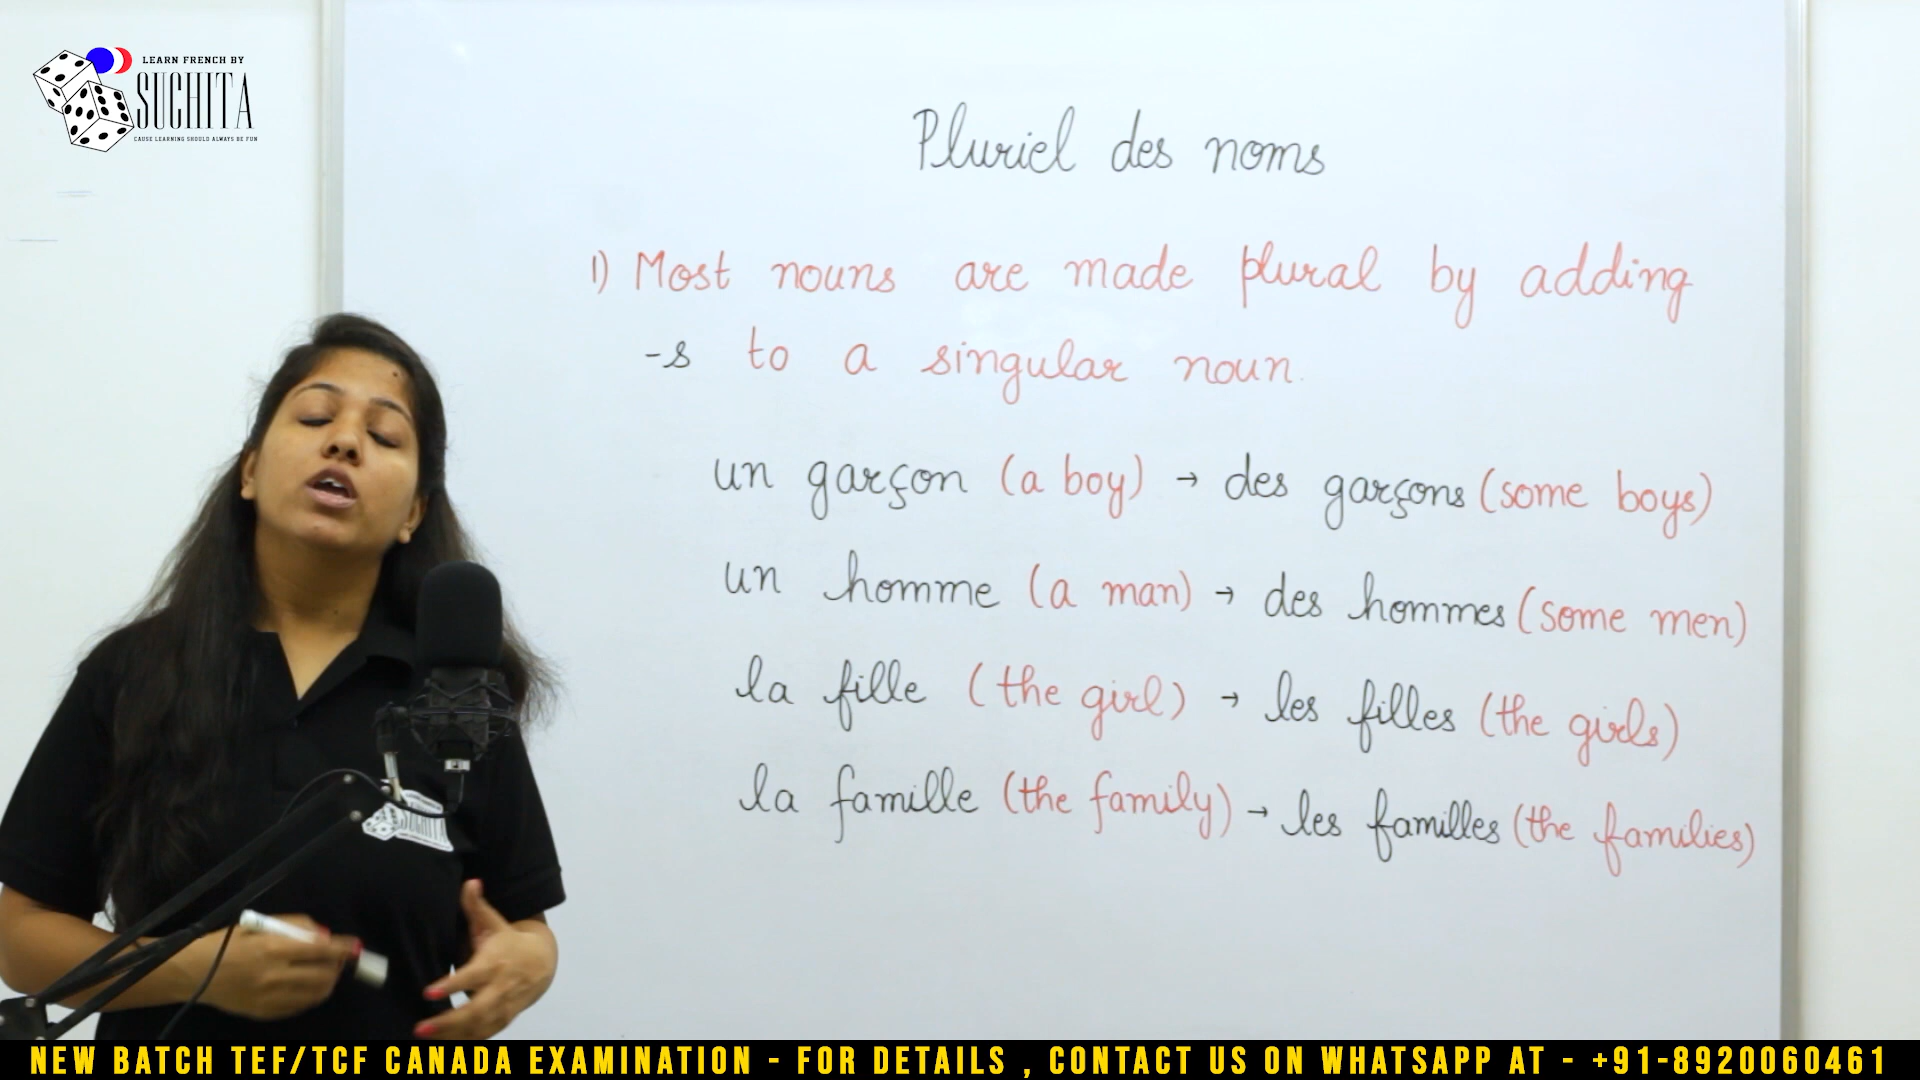 LEARN FRENCH BY
SUCHITA
CAUSE LEARNING SHOULD ALWAYS BE FUN
Pluriel des noms
1) Most nouns are made plural by adding
-s to a singular noun.
un garçon (a boy) → des garçons (some boys)
un homme (a man) → des hommes (some men)
la fille (the girl) → les filles (the girls)
la famille (the family) → les familles (the families)
SUCHITA
NEW BATCH TEF/TCF CANADA EXAMINATION - FOR DETAILS , CONTACT US ON WHATSAPP AT - +91-8920060461